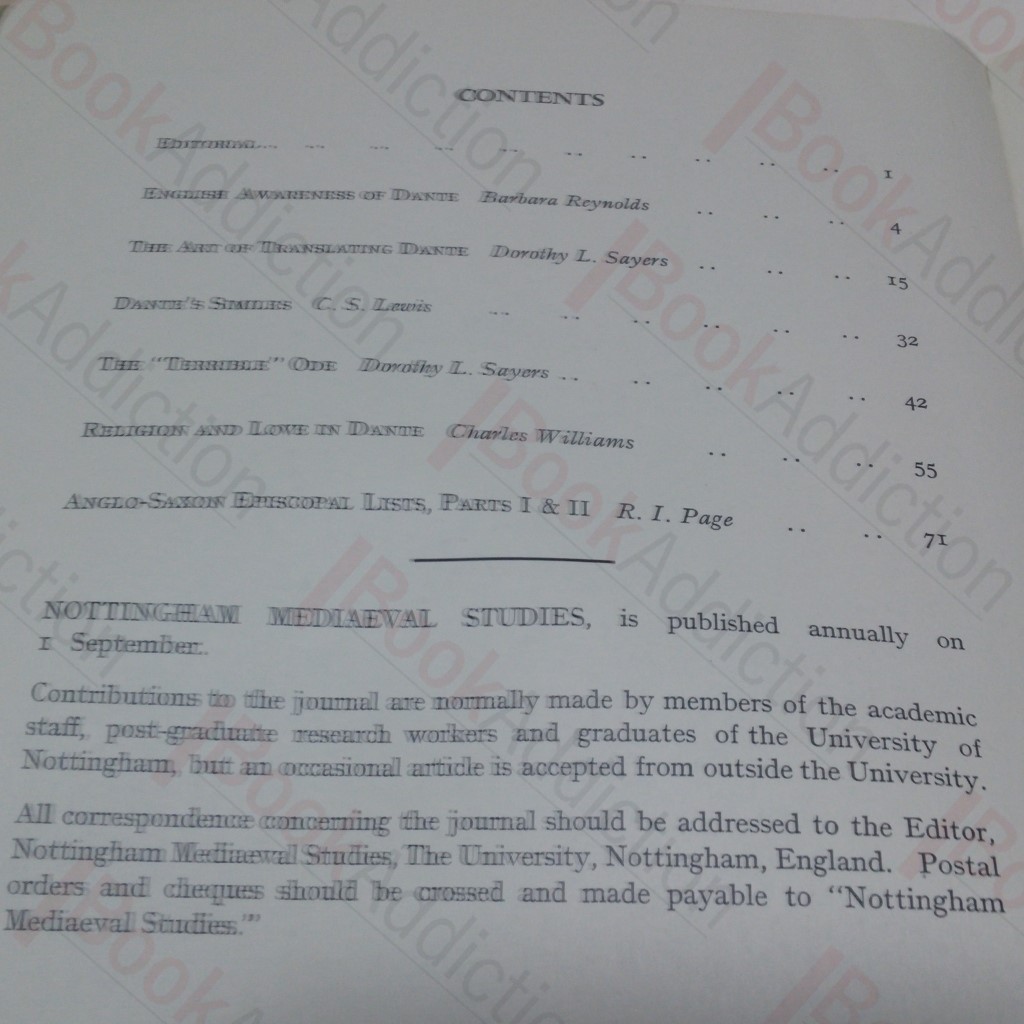 CONTENTS
EDITORIAL.. .. .. .. .. .. .. .. .. .. 1
ENGLISH AWARENESS OF DANTE Barbara Reynolds .. .. .. 4
THE ART OF TRANSLATING DANTE Dorothy L. Sayers .. .. .. 15
DANTE'S SIMILES C. S. Lewis .. .. .. .. .. .. 32
THE "TERRIBLE" ODE Dorothy L. Sayers .. .. .. .. .. 42
RELIGION AND LOVE IN DANTE Charles Williams .. .. .. 55
ANGLO-SAXON EPISCOPAL LISTS, PARTS I & II R. I. Page .. .. 71
NOTTINGHAM MEDIAEVAL STUDIES, is published annually on
1 September.
Contributions to the journal are normally made by members of the academic
staff, post-graduate research workers and graduates of the University of
Nottingham, but an occasional article is accepted from outside the University.
All correspondence concerning the journal should be addressed to the Editor,
Nottingham Mediaeval Studies, The University, Nottingham, England. Postal
orders and cheques should be crossed and made payable to "Nottingham
Mediaeval Studies."
BookAddiction